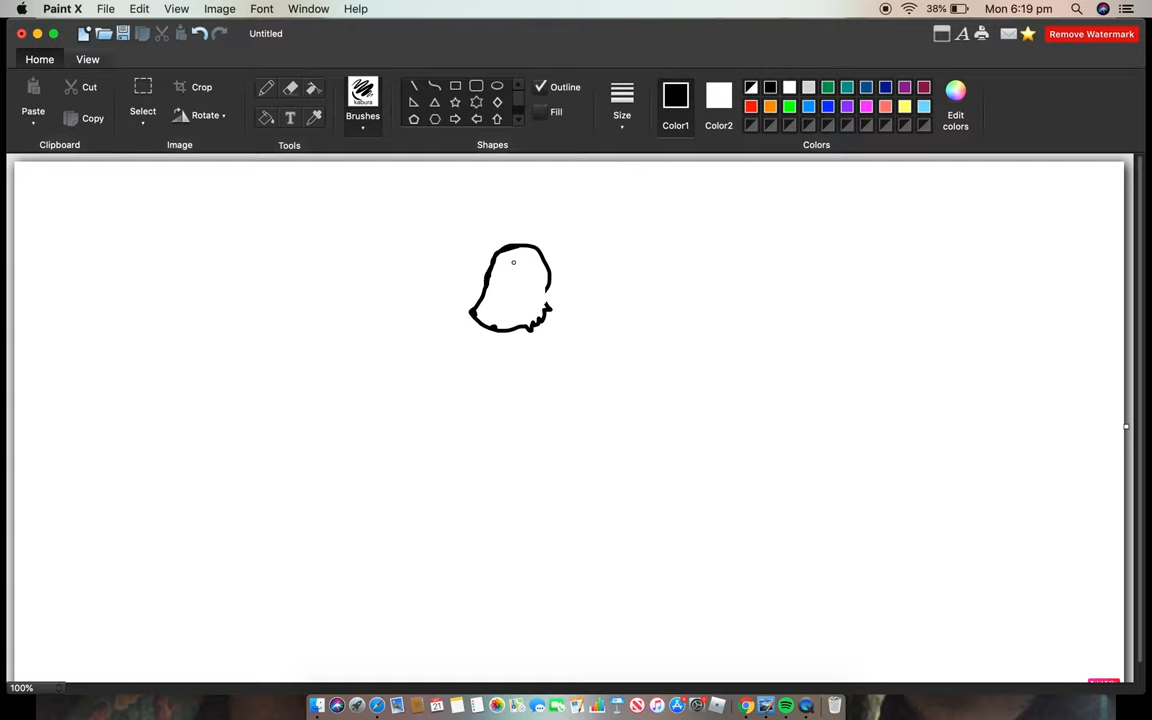 Paint X File Edit View Image Font Window Help 38% Mon 6:19 pm
Untitled Remove Watermark
Home View
Paste Cut Copy Select Crop Rotate kabura Brushes Outline Fill Size Color1 Color2 Edit colors
Clipboard Image Tools Shapes Colors
100%